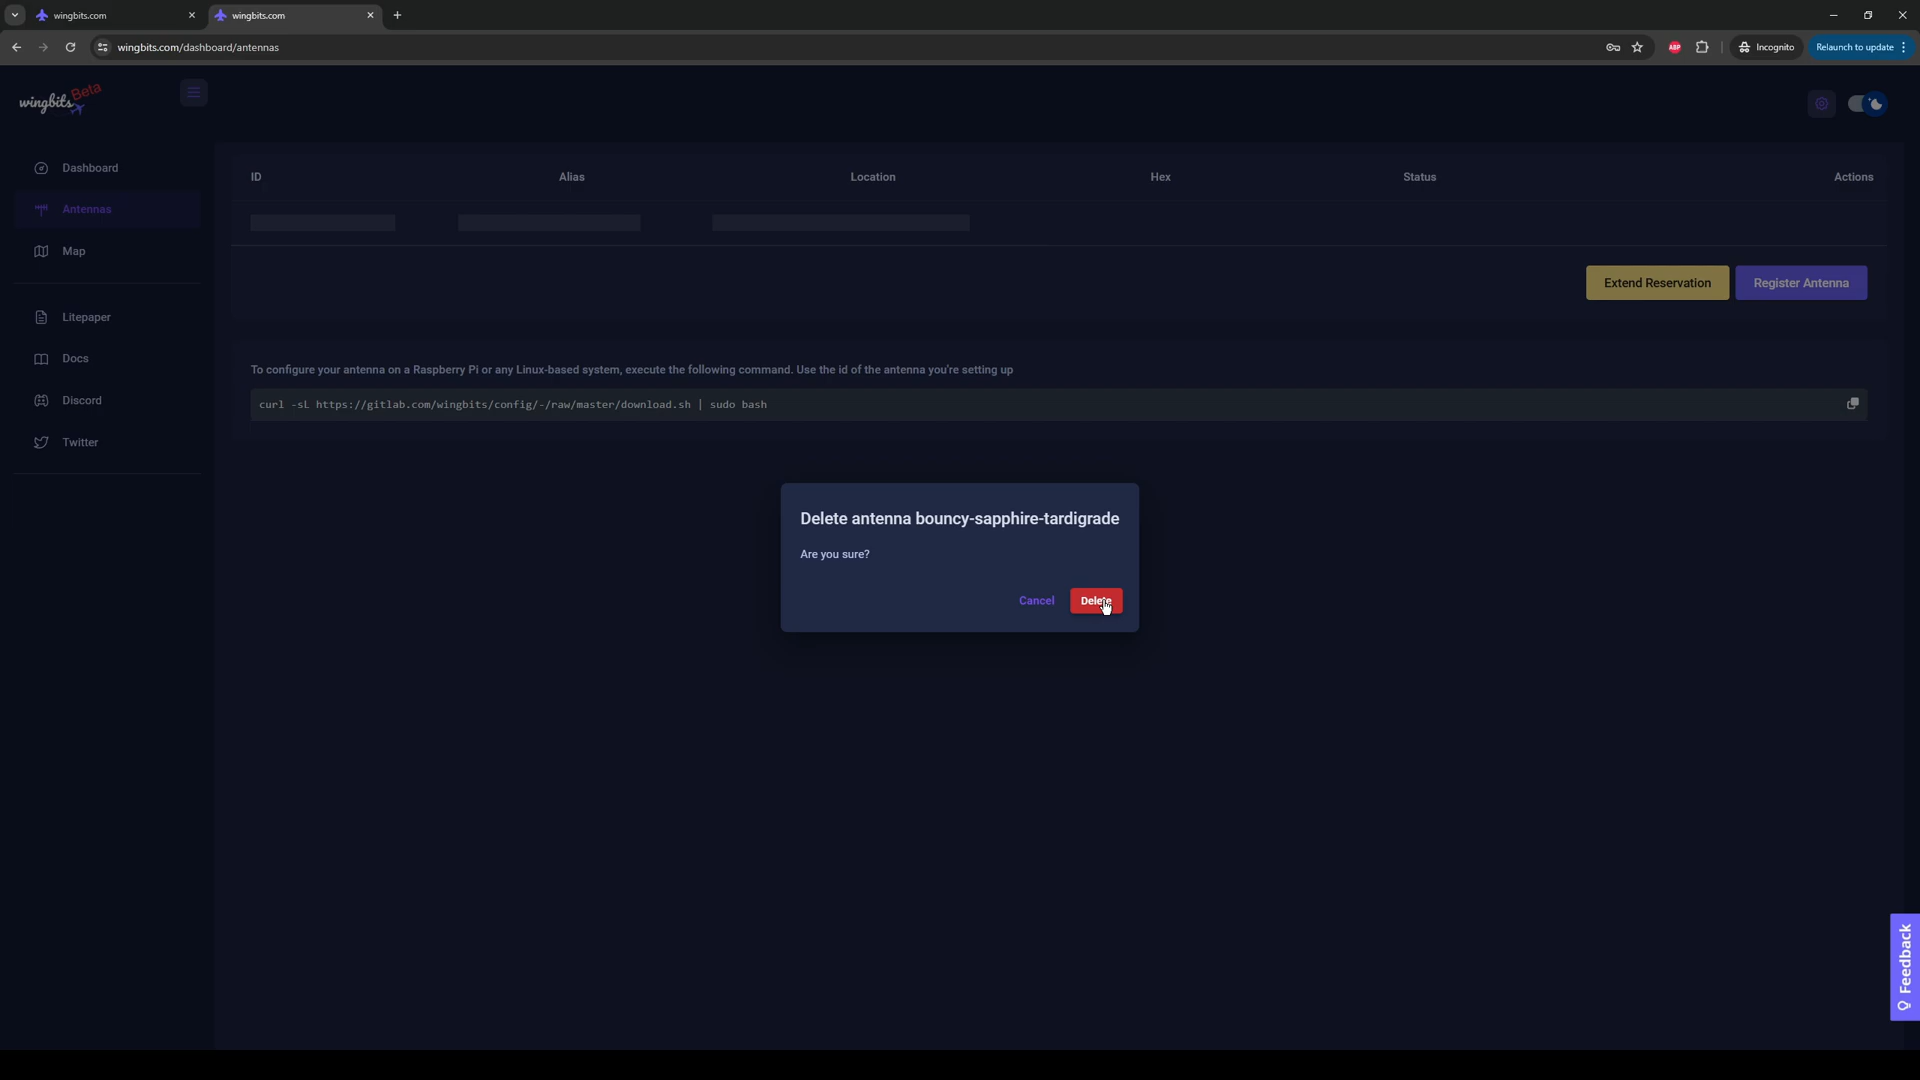 wingbits.com
wingbits.com
wingbits.com/dashboard/antennas
ABP
Incognito
Relaunch to update
wingbits Beta
Dashboard
Antennas
Map
Litepaper
Docs
Discord
Twitter
ID Alias Location Hex Status Actions
Extend Reservation
Register Antenna
To configure your antenna on a Raspberry Pi or any Linux-based system, execute the following command. Use the id of the antenna you're setting up
curl -sL https://gitlab.com/wingbits/config/-/raw/master/download.sh | sudo bash
Delete antenna bouncy-sapphire-tardigrade
Are you sure?
Cancel
Delete
Feedback